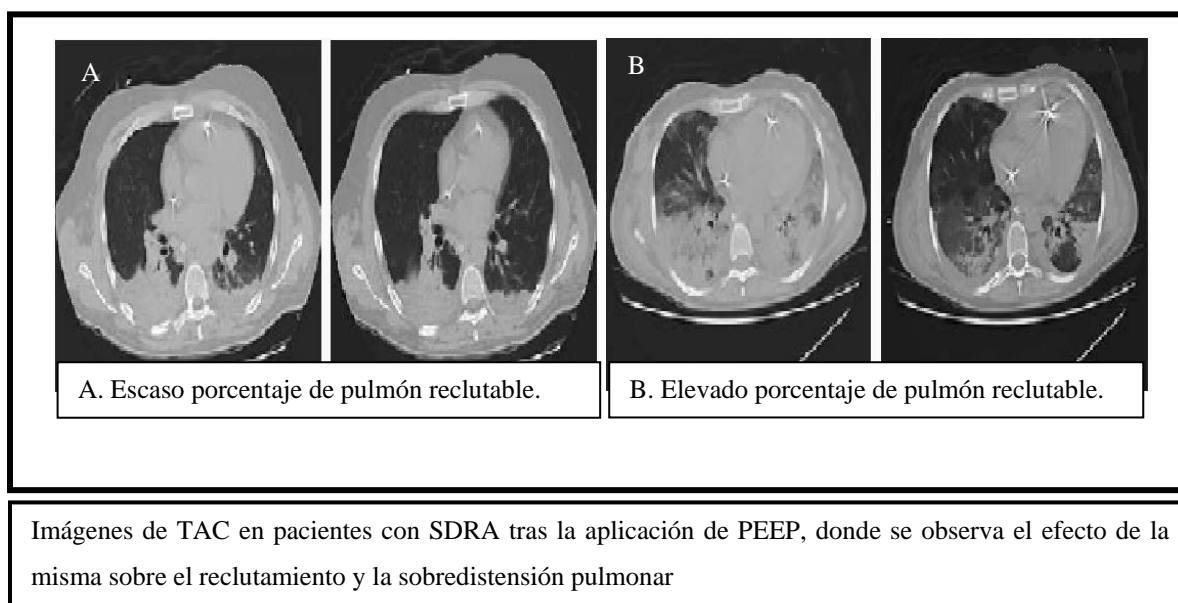 A
B
A. Escaso porcentaje de pulmón reclutable.
B. Elevado porcentaje de pulmón reclutable.
Imágenes de TAC en pacientes con SDRA tras la aplicación de PEEP, donde se observa el efecto de la
misma sobre el reclutamiento y la sobredistensión pulmonar